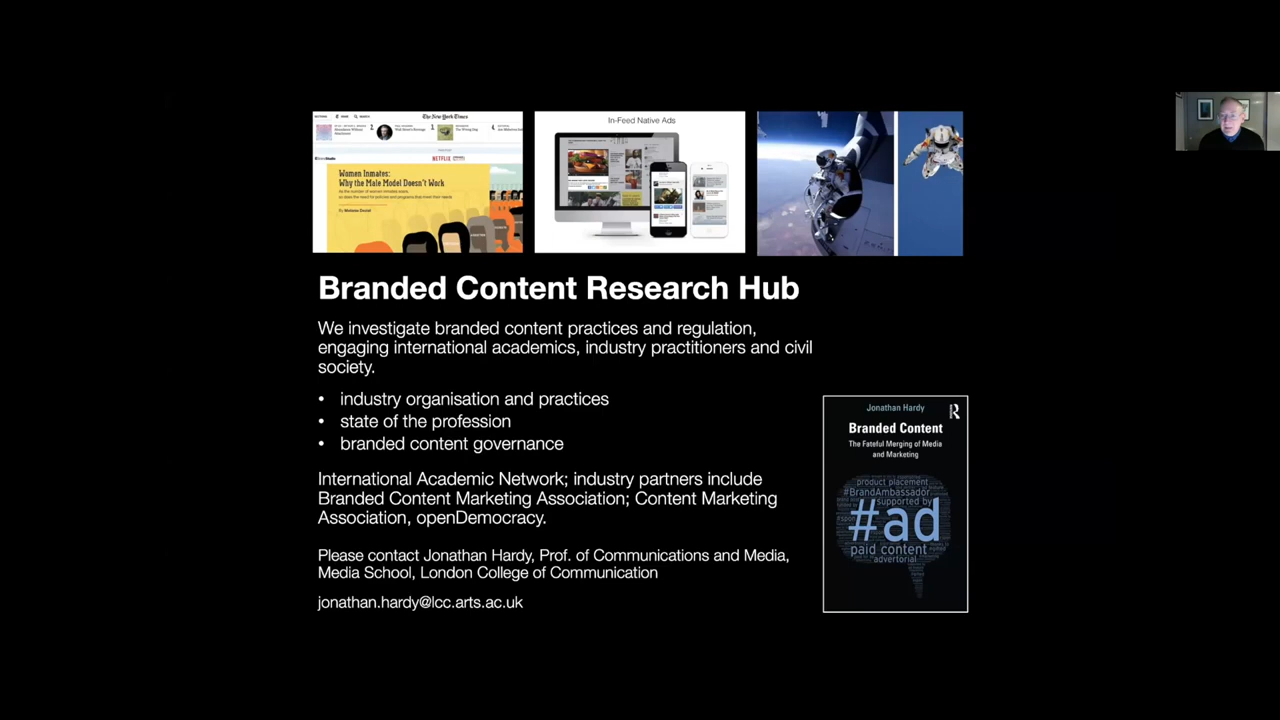 The New York Times
In-Feed Native Ads
NETFLIX
Women Inmates:
Why the Male Model Doesn't Work
Branded Content Research Hub
We investigate branded content practices and regulation,
engaging international academics, industry practitioners and civil
society.
• industry organisation and practices
• state of the profession
• branded content governance
International Academic Network; industry partners include
Branded Content Marketing Association; Content Marketing
Association, openDemocracy.
Please contact Jonathan Hardy, Prof. of Communications and Media,
Media School, London College of Communication
jonathan.hardy@lcc.arts.ac.uk
Jonathan Hardy
R
Branded Content
The Fateful Merging of Media
and Marketing
product placement
#BrandAmbassador
supported by
#ad
paid content
advertorial